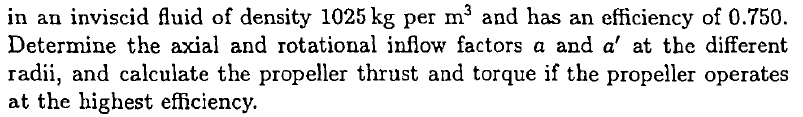 in an inviscid fluid of density 1025 kg per m³ and has an efficiency of 0.750.
Determine the axial and rotational inflow factors a and a′ at the different
radii, and calculate the propeller thrust and torque if the propeller operates
at the highest efficiency.